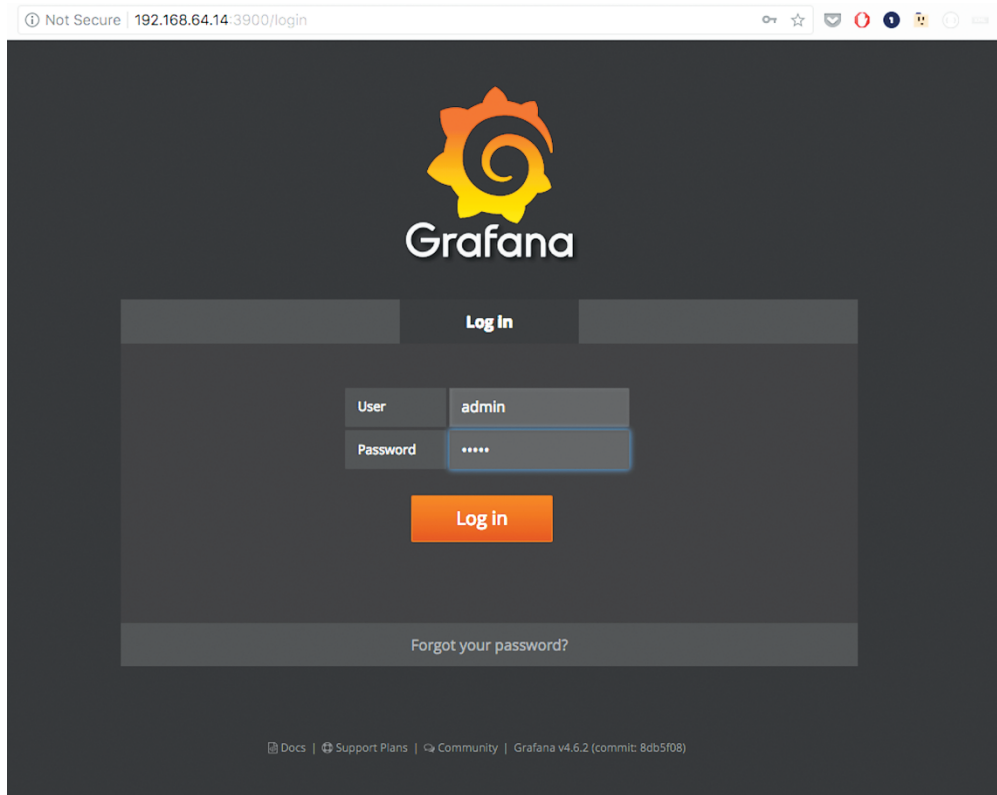 Not Secure 192.168.64.14:3900/login
Grafana
Log in
User admin
Password •••••
Log in
Forgot your password?
Docs | Support Plans | Community | Grafana v4.6.2 (commit: 8db5f08)